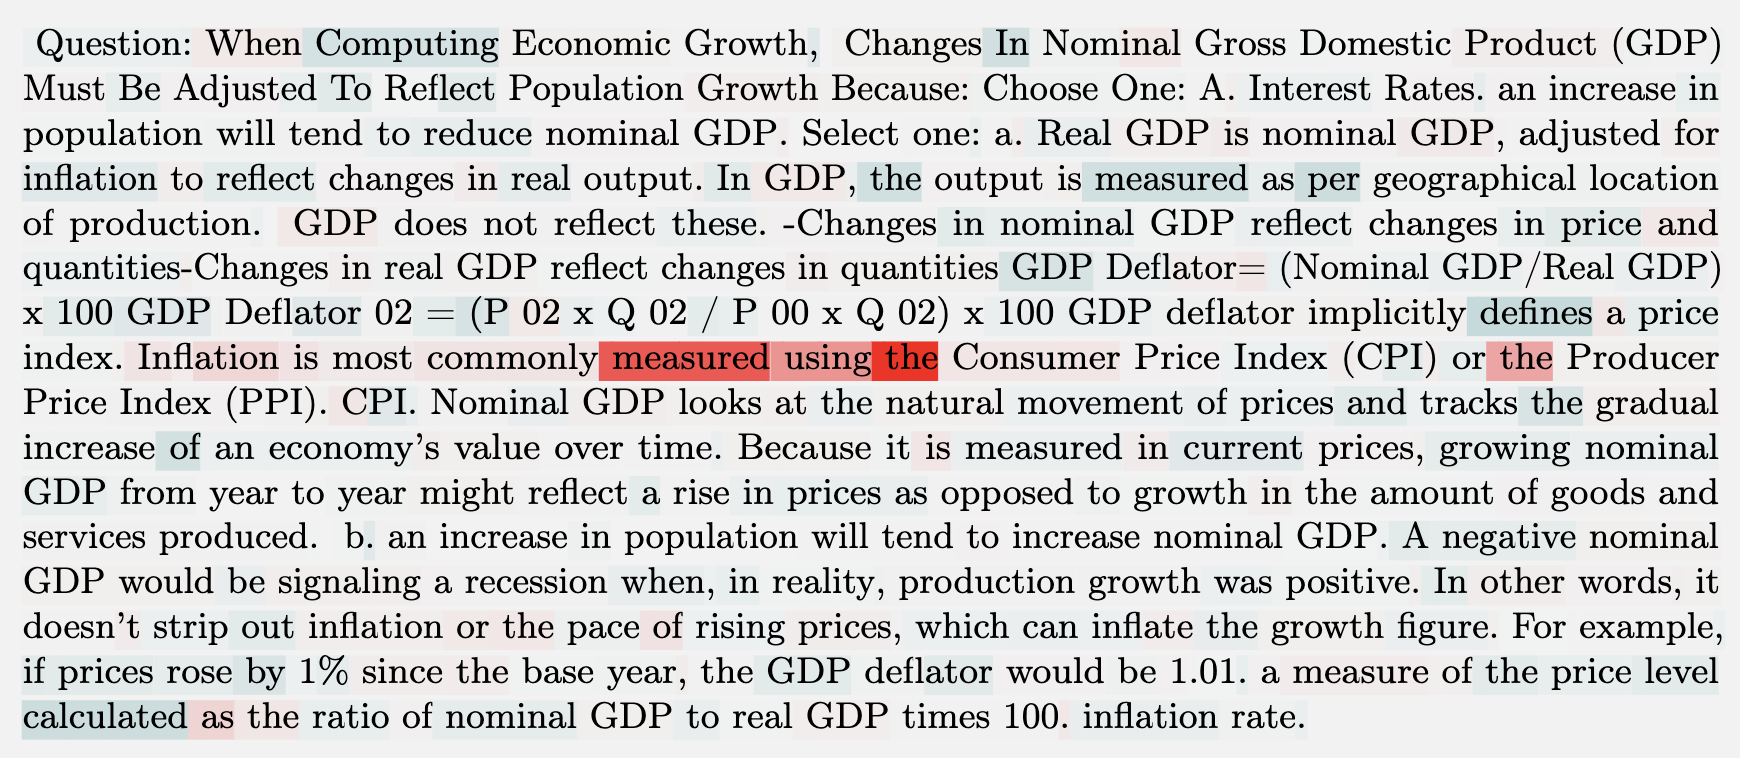 Question: When Computing Economic Growth, Changes In Nominal Gross Domestic Product (GDP)
Must Be Adjusted To Reflect Population Growth Because: Choose One: A. Interest Rates. an increase in
population will tend to reduce nominal GDP. Select one: a. Real GDP is nominal GDP, adjusted for
inflation to reflect changes in real output. In GDP, the output is measured as per geographical location
of production. GDP does not reflect these. -Changes in nominal GDP reflect changes in price and
quantities-Changes in real GDP reflect changes in quantities GDP Deflator= (Nominal GDP/Real GDP)
x 100 GDP Deflator 02 = (P 02 x Q 02 / P 00 x Q 02) x 100 GDP deflator implicitly defines a price
index. Inflation is most commonly measured using the Consumer Price Index (CPI) or the Producer
Price Index (PPI). CPI. Nominal GDP looks at the natural movement of prices and tracks the gradual
increase of an economy's value over time. Because it is measured in current prices, growing nominal
GDP from year to year might reflect a rise in prices as opposed to growth in the amount of goods and
services produced. b. an increase in population will tend to increase nominal GDP. A negative nominal
GDP would be signaling a recession when, in reality, production growth was positive. In other words, it
doesn't strip out inflation or the pace of rising prices, which can inflate the growth figure. For example,
if prices rose by 1% since the base year, the GDP deflator would be 1.01. a measure of the price level
calculated as the ratio of nominal GDP to real GDP times 100. inflation rate.